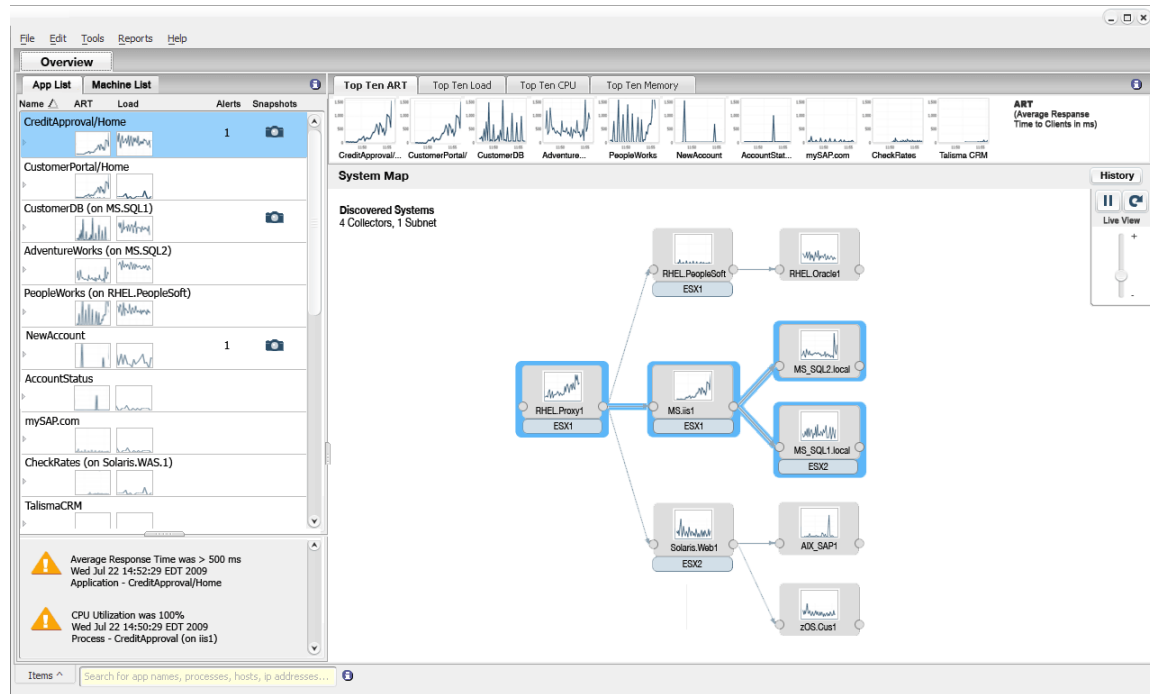 File Edit Tools Reports Help
Overview
App List Machine List
Name ART Load Alerts Snapshots
CreditApproval/Home
1
CustomerPortal/Home
CustomerDB (on MS.SQL1)
AdventureWorks (on MS.SQL2)
PeopleWorks (on RHEL.PeopleSoft)
NewAccount
1
AccountStatus
mySAP.com
CheckRates (on Solaris.WAS.1)
TalismaCRM
Average Response Time was > 500 ms
Wed Jul 22 14:52:29 EDT 2009
Application - CreditApproval/Home
CPU Utilization was 100%
Wed Jul 22 14:50:29 EDT 2009
Process - CreditApproval (on iis1)
Items ^ Search for app names, processes, hosts, ip addresses...
Top Ten ART Top Ten Load Top Ten CPU Top Ten Memory
CreditApproval/... CustomerPortal/ CustomerDB Adventure... PeopleWorks NewAccount AccountStat... mySAP.com CheckRates Talisma CRM
ART
(Average Respanse
Time to Clients in ms)
System Map
History
Live View
+
-
Discovered Systems
4 Collectors, 1 Subnet
RHEL.PeopleSoft
ESX1
RHEL.Oracle1
RHEL.Proxy1
ESX1
MS.iis1
ESX1
MS_SQL2.local
MS_SQL1.local
ESX2
Solaris.Web1
ESX2
AIX_SAP1
zOS.Cus1